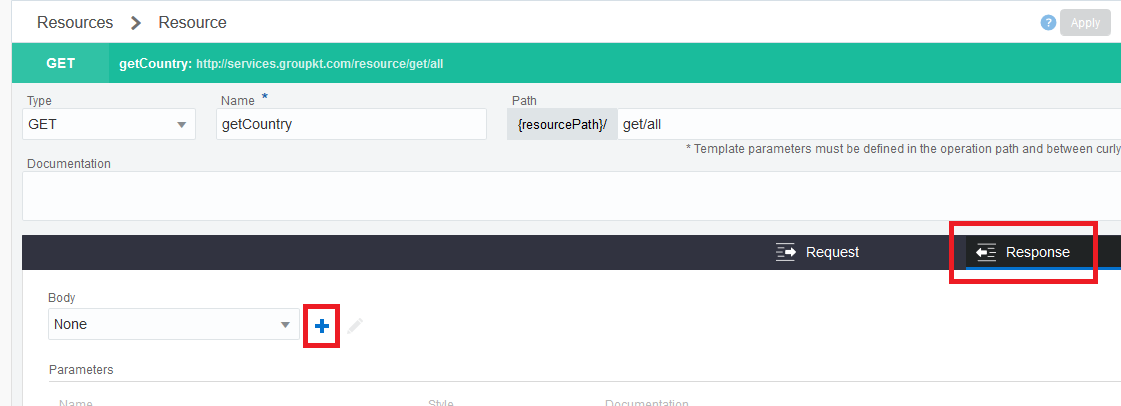 Resources > Resource
? Apply
GET getCountry: http://services.groupkt.com/resource/get/all
Type Name * Path
GET getCountry {resourcePath}/ get/all
* Template parameters must be defined in the operation path and between curly
Documentation
Request Response
Body
None
Parameters
Name Style Documentation